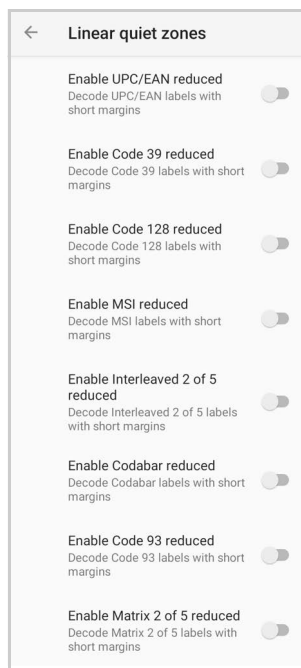 Linear quiet zones
Enable UPC/EAN reduced
Decode UPC/EAN labels with
short margins
Enable Code 39 reduced
Decode Code 39 labels with short
margins
Enable Code 128 reduced
Decode Code 128 labels with
short margins
Enable MSI reduced
Decode MSI labels with short
margins
Enable Interleaved 2 of 5
reduced
Decode Interleaved 2 of 5 labels
with short margins
Enable Codabar reduced
Decode Codabar labels with short
margins
Enable Code 93 reduced
Decode Code 93 labels with short
margins
Enable Matrix 2 of 5 reduced
Decode Matrix 2 of 5 labels with
short margins